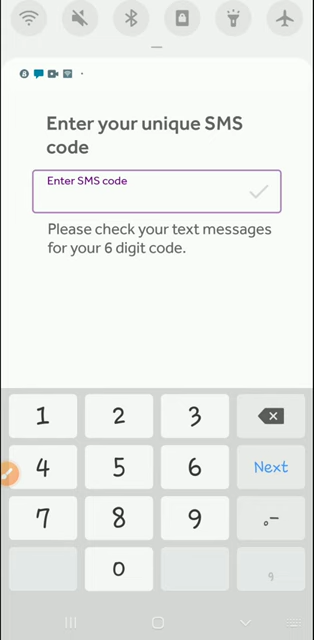 Enter your unique SMS
code
Enter SMS code
Please check your text messages
for your 6 digit code.
1 2 3
4 5 6 Next
7 8 9 .-
0 ,